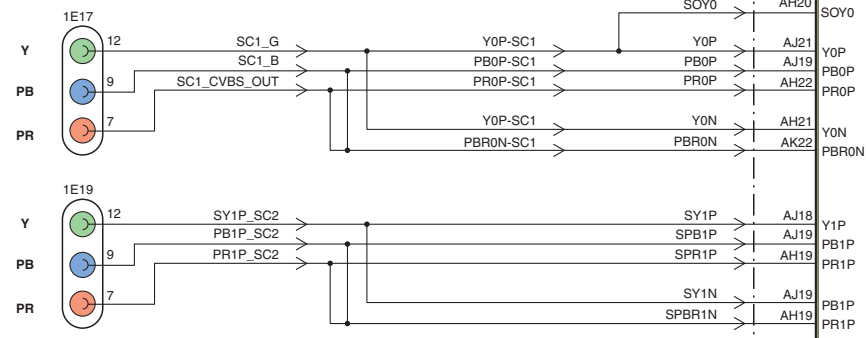 SOY0 AH20 SOY0
1E17
Y 12 SC1_G Y0P-SC1 Y0P AJ21 Y0P
SC1_B PB0P-SC1 PB0P AJ19 PB0P
PB 9 SC1_CVBS_OUT PR0P-SC1 PR0P AH22 PR0P
PR 7 Y0P-SC1 Y0N AH21 Y0N
PBR0N-SC1 PBR0N AK22 PBR0N
1E19
Y 12 SY1P_SC2 SY1P AJ18 Y1P
PB1P_SC2 SPB1P AJ19 PB1P
PB 9 PR1P_SC2 SPR1P AH19 PR1P
PR 7 SY1N AJ19 PB1P
SPBR1N AH19 PR1P